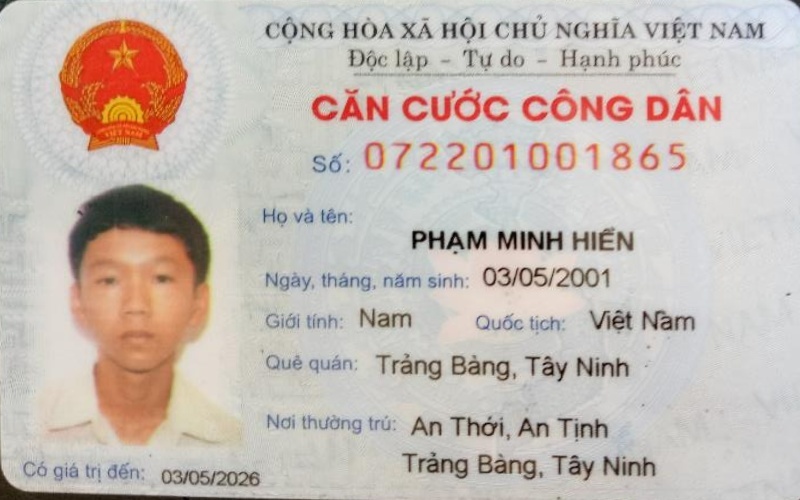 CỘNG HÒA XÃ HỘI CHỦ NGHĨA VIỆT NAM
Độc lập - Tự do - Hạnh phúc
CĂN CƯỚC CÔNG DÂN
Số: 072201001865
Họ và tên:
PHẠM MINH HIỂN
Ngày, tháng, năm sinh: 03/05/2001
Giới tính: Nam Quốc tịch: Việt Nam
Quê quán: Trảng Bàng, Tây Ninh
Nơi thường trú: An Thới, An Tịnh
Trảng Bàng, Tây Ninh
Có giá trị đến: 03/05/2026